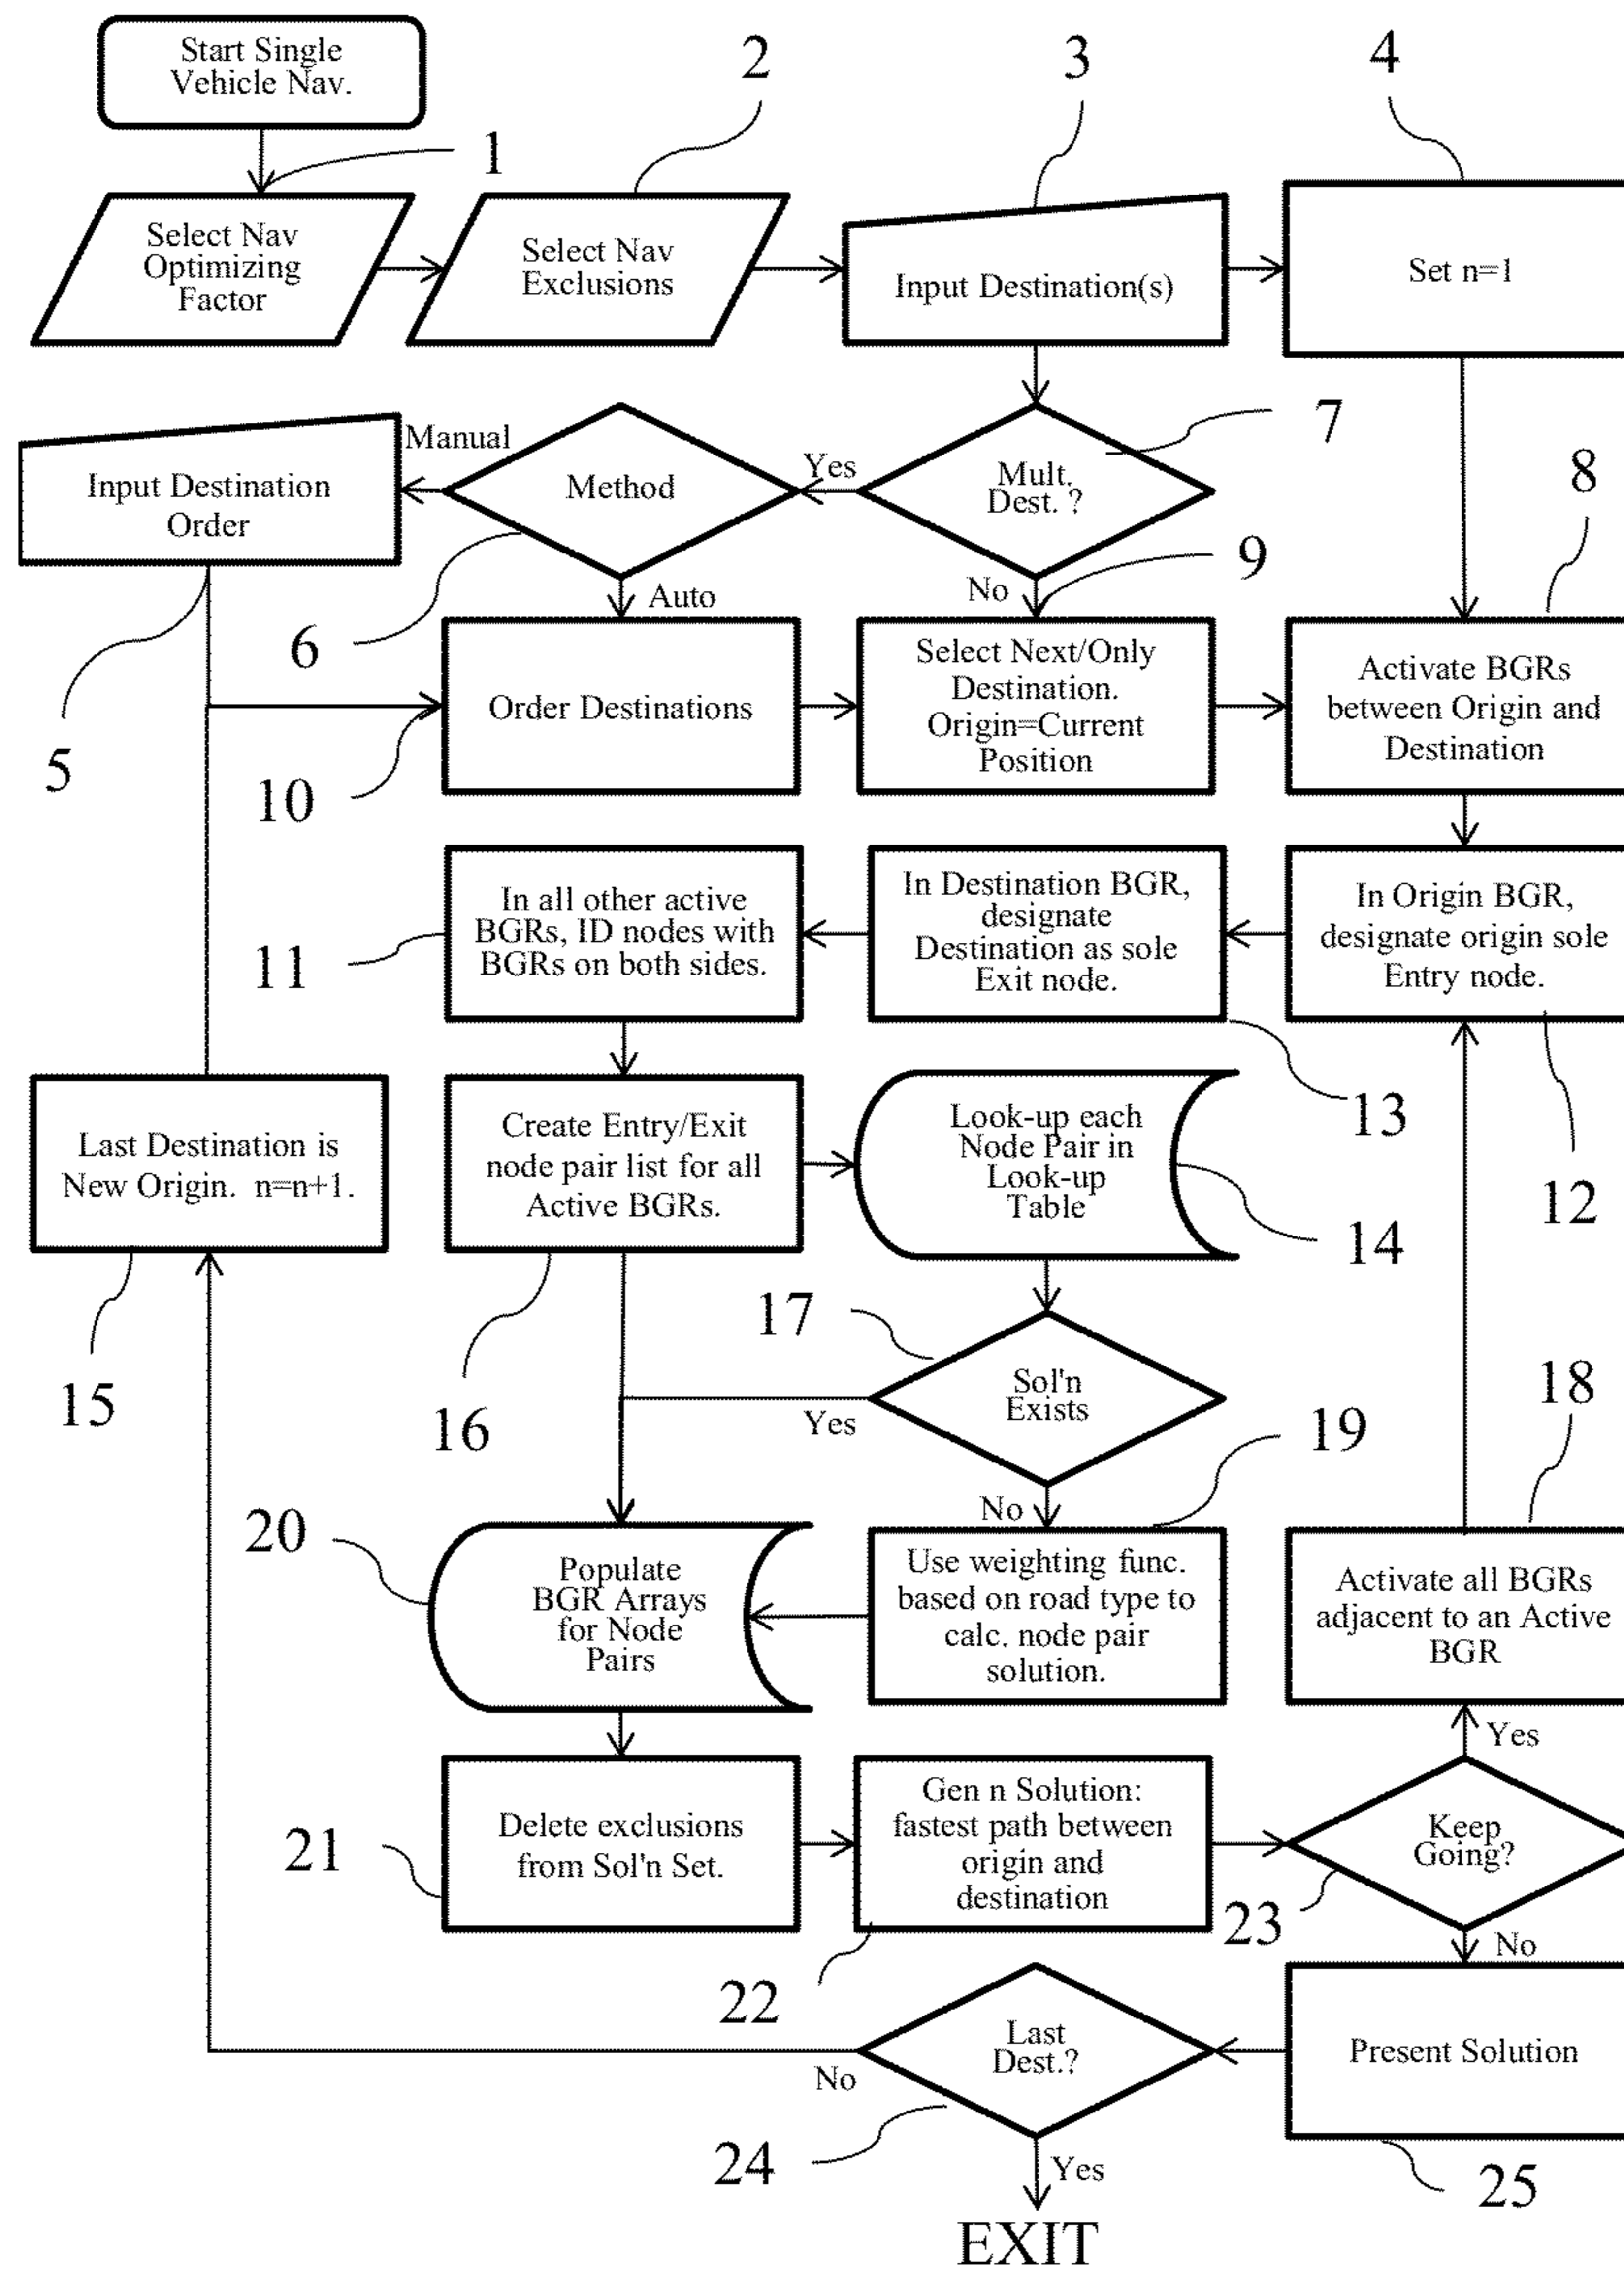 Start Single
Vehicle Nav.
1
2
3
4
Select Nav
Optimizing
Factor
Select Nav
Exclusions
Input Destination(s)
Set n=1
Input Destination
Order
Manual
Method
Yes
Mult.
Dest. ?
7
8
5
6
Auto
No
9
10
Order Destinations
Select Next/Only
Destination.
Origin=Current
Position
Activate BGRs
between Origin and
Destination
11
In all other active
BGRs, ID nodes with
BGRs on both sides.
In Destination BGR,
designate
Destination as sole
Exit node.
In Origin BGR,
designate origin sole
Entry node.
13
12
Last Destination is
New Origin.  n=n+1.
Create Entry/Exit
node pair list for all
Active BGRs.
Look-up each
Node Pair in
Look-up
Table
14
15
16
17
Sol'n
Exists
Yes
No
18
19
20
Populate
BGR Arrays
for Node
Pairs
Use weighting func.
based on road type to
calc. node pair
solution.
Activate all BGRs
adjacent to an Active
BGR
Yes
21
Delete exclusions
from Sol'n Set.
Gen n Solution:
fastest path between
origin and
destination
Keep
Going?
22
23
No
Last
Dest.?
No
Present Solution
24
Yes
25
EXIT